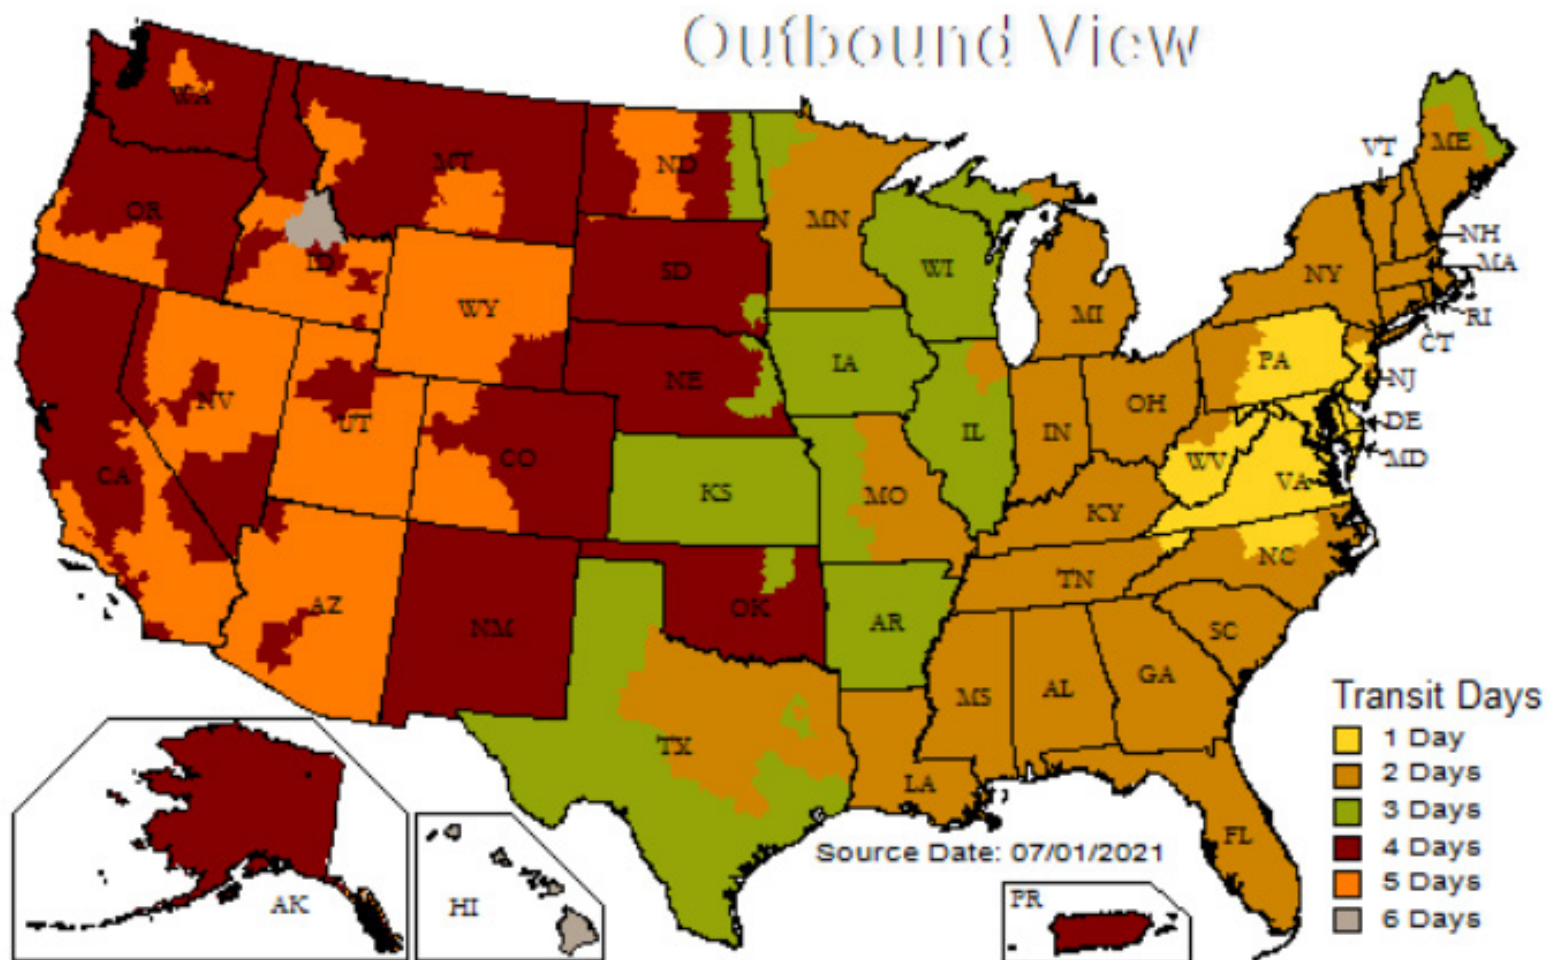 Outbound View
WA
MT
ND
OR
ID
MN
SD
WY
WI
MI
VT
ME
NH
MA
NY
RI
CT
NE
IA
PA
NJ
NV
UT
OH
DE
CO
IL
IN
MD
CA
WV
VA
KS
MO
KY
NC
TN
AZ
NM
OK
AR
SC
MS
AL
GA
TX
LA
FL
Transit Days
1 Day
2 Days
3 Days
4 Days
5 Days
6 Days
Source Date: 07/01/2021
AK
HI
PR